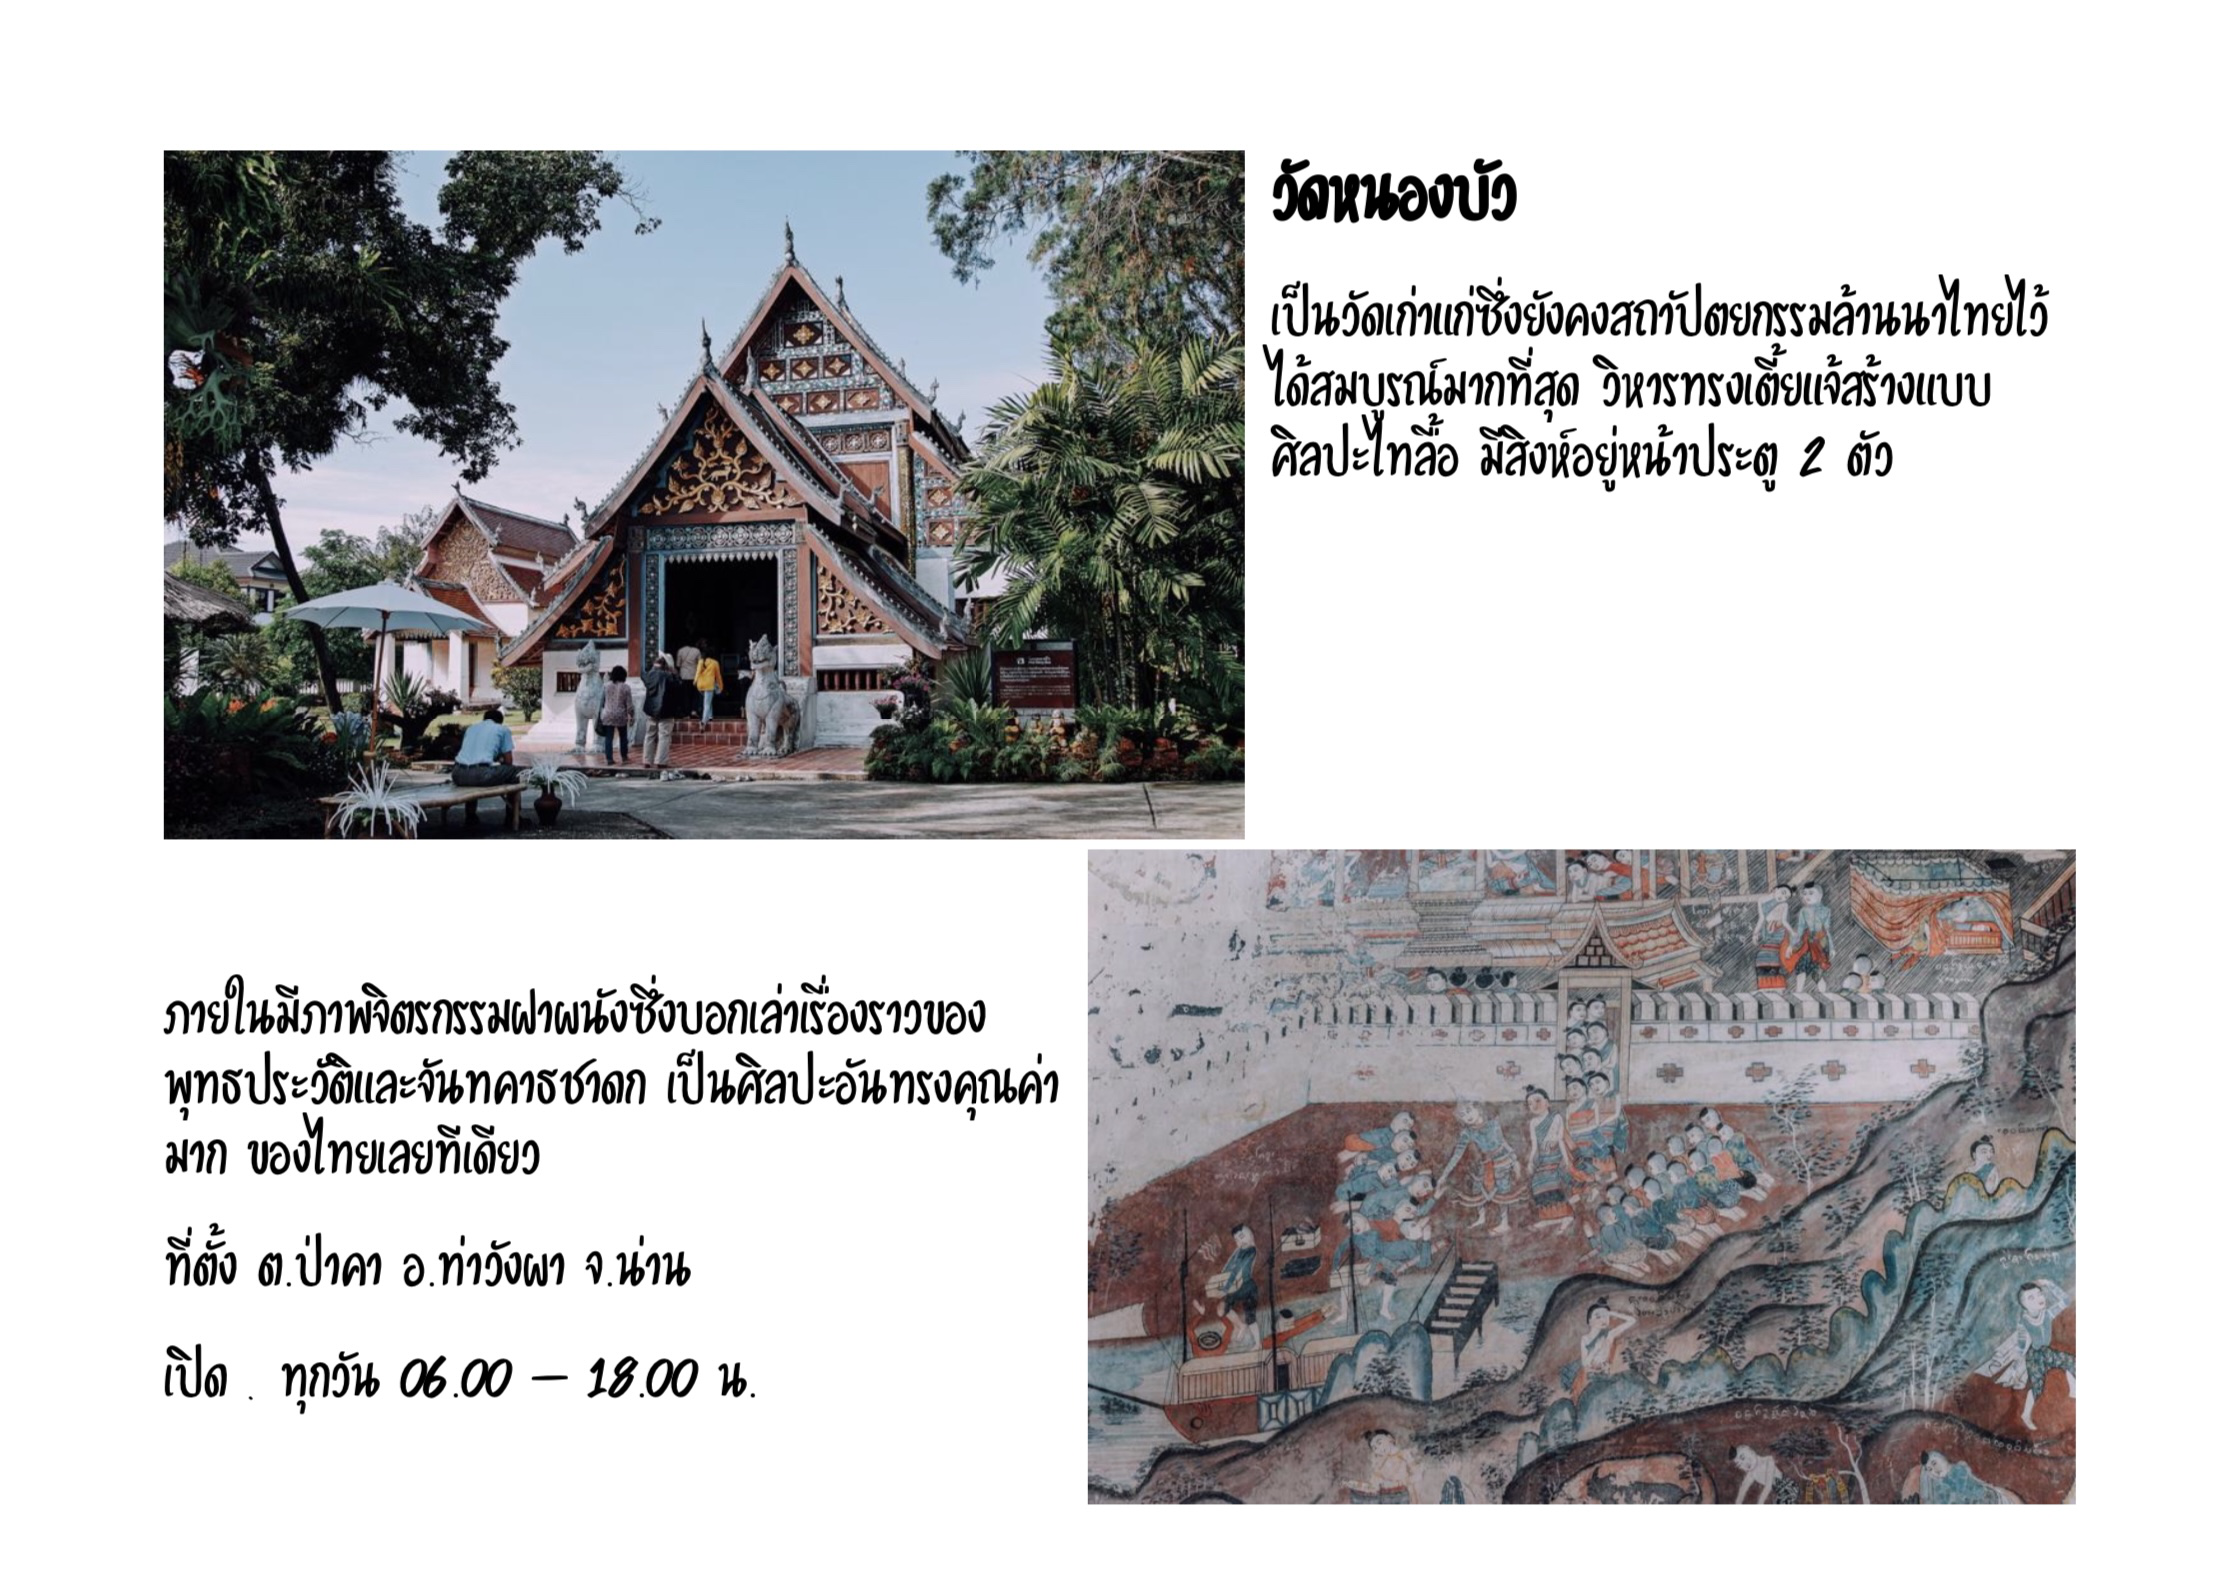 วัดหนองบัว
เป็นวัดเก่าแก่ซึ่งยังคงสถาปัตยกรรมล้านนาไทยไว้
ได้สมบูรณ์มากที่สุด วิหารทรงเตี้ยแจ้สร้างแบบ
ศิลปะไทลื้อ มีสิงห์อยู่หน้าประตู 2 ตัว
ภายในมีภาพจิตรกรรมฝาผนังซึ่งบอกเล่าเรื่องราวของ
พุทธประวัติและจันทคาธชาดก เป็นศิลปะอันทรงคุณค่า
มาก ของไทยเลยทีเดียว
ที่ตั้ง ต.ป่าคา อ.ท่าวังผา จ.น่าน
เปิด . ทุกวัน 06.00 – 18.00 น.